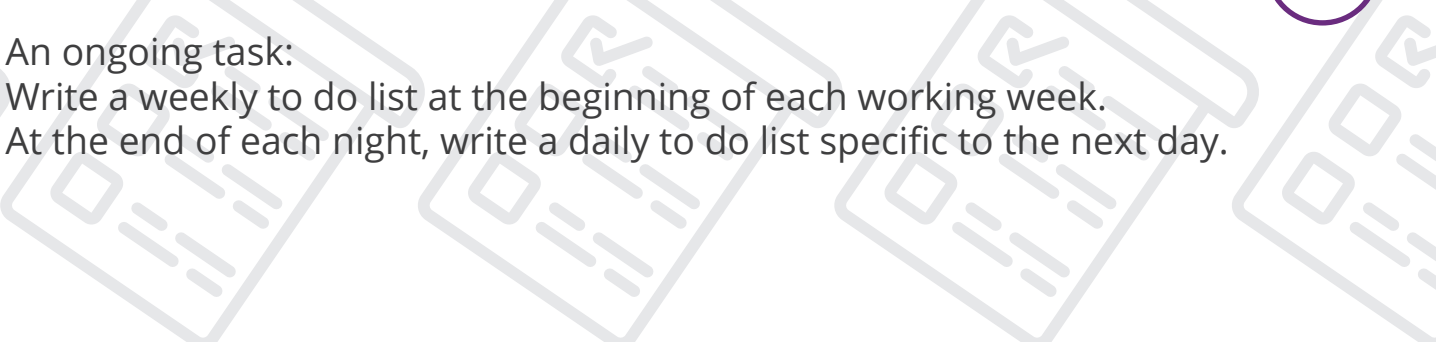 An ongoing task:
Write a weekly to do list at the beginning of each working week.
At the end of each night, write a daily to do list specific to the next day.